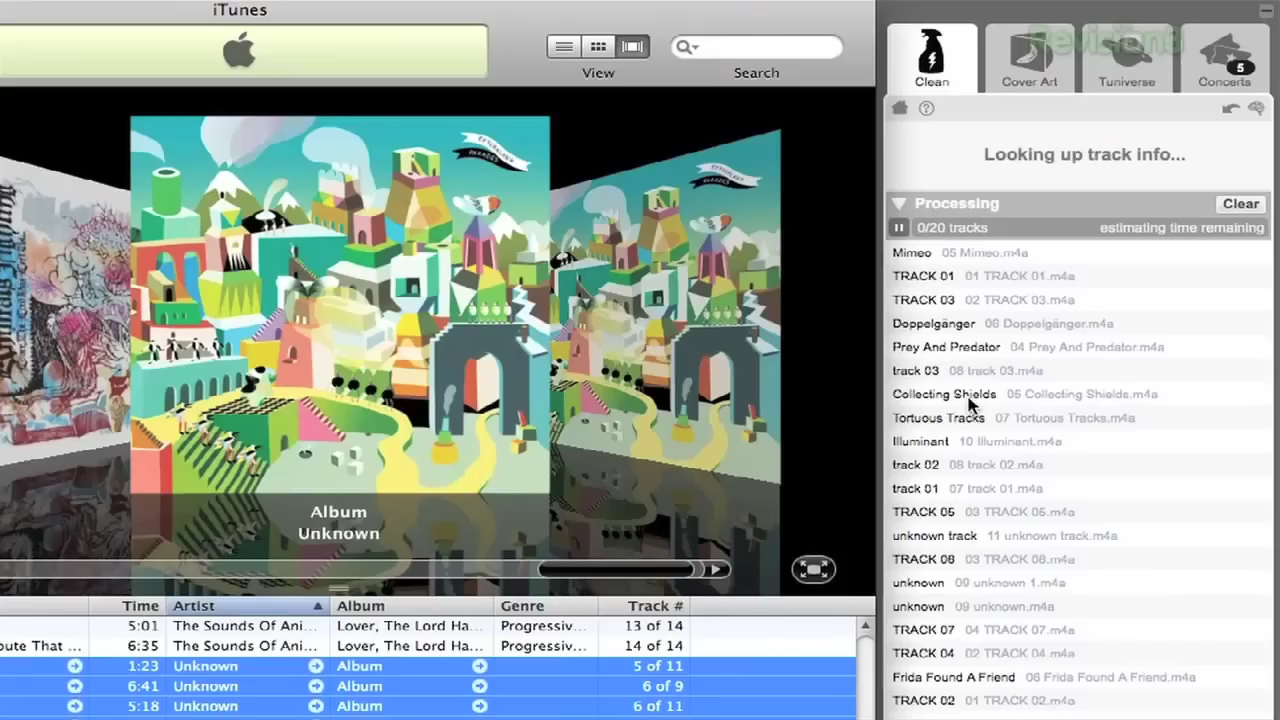 iTunes
View
Search
Album
Unknown
Time Artist Album Genre Track #
5:01 The Sounds Of Ani... Lover, The Lord Ha... Progressiv... 13 of 14
oute That ... 6:35 The Sounds Of Ani... Lover, The Lord Ha... Progressiv... 14 of 14
1:23 Unknown Album 5 of 11
6:41 Unknown Album 6 of 9
5:18 Unknown Album 6 of 11
Revision3
Clean Cover Art Tuniverse Concerts 5
Looking up track info...
Processing Clear
0/20 tracks estimating time remaining
Mimeo 05 Mimeo.m4a
TRACK 01 01 TRACK 01.m4a
TRACK 03 02 TRACK 03.m4a
Doppelgänger 08 Doppelgänger.m4a
Prey And Predator 04 Prey And Predator.m4a
track 03 08 track 03.m4a
Collecting Shields 05 Collecting Shields.m4a
Tortuous Tracks 07 Tortuous Tracks.m4a
Illuminant 10 Illuminant.m4a
track 02 08 track 02.m4a
track 01 07 track 01.m4a
TRACK 05 03 TRACK 05.m4a
unknown track 11 unknown track.m4a
TRACK 06 03 TRACK 06.m4a
unknown 09 unknown 1.m4a
unknown 09 unknown.m4a
TRACK 07 04 TRACK 07.m4a
TRACK 04 02 TRACK 04.m4a
Frida Found A Friend 06 Frida Found A Friend.m4a
TRACK 02 01 TRACK 02.m4a